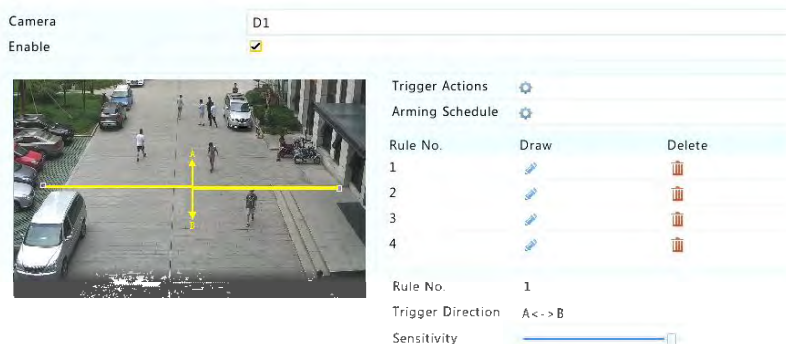 Camera D1
Enable
Trigger Actions
Arming Schedule
Rule No. Draw Delete
1
2
3
4
A
B
Rule No. 1
Trigger Direction A<->B
Sensitivity